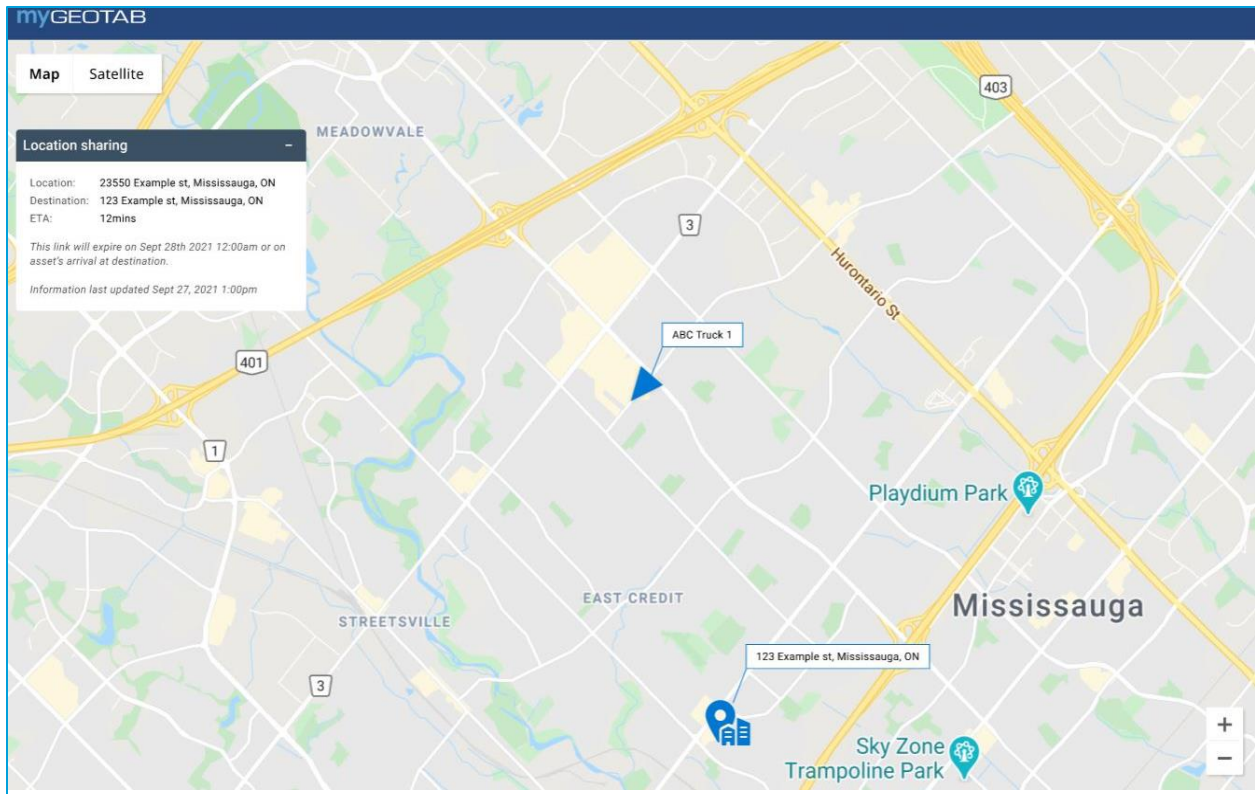 myGEOTAB
Map Satellite
403
MEADOWVALE
Location sharing −
Location: 23550 Example st, Mississauga, ON
Destination: 123 Example st, Mississauga, ON
ETA: 12mins
This link will expire on Sept 28th 2021 12:00am or on
asset's arrival at destination.
Information last updated Sept 27, 2021 1:00pm
3
Hurontario St
ABC Truck 1
401
1
Playdium Park
EAST CREDIT
Mississauga
STREETSVILLE
123 Example st, Mississauga, ON
3
Sky Zone
Trampoline Park
+
−